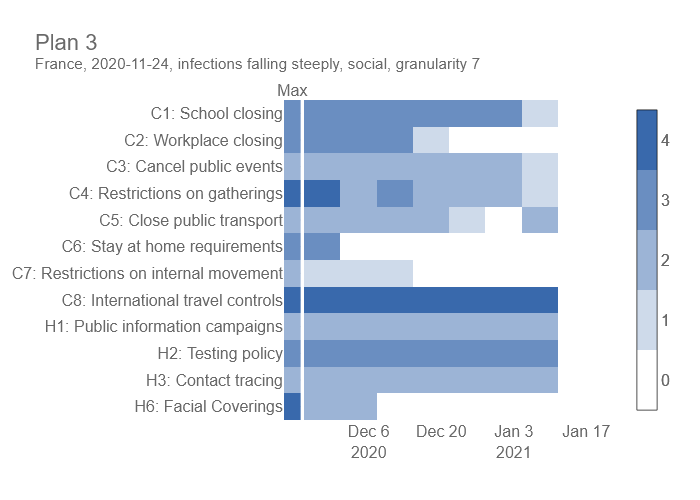 Plan 3
France, 2020-11-24, infections falling steeply, social, granularity 7
Max
C1: School closing
C2: Workplace closing
C3: Cancel public events
C4: Restrictions on gatherings
C5: Close public transport
C6: Stay at home requirements
C7: Restrictions on internal movement
C8: International travel controls
H1: Public information campaigns
H2: Testing policy
H3: Contact tracing
H6: Facial Coverings
Dec 6 Dec 20 Jan 3 Jan 17
2020 2021
4
3
2
1
0